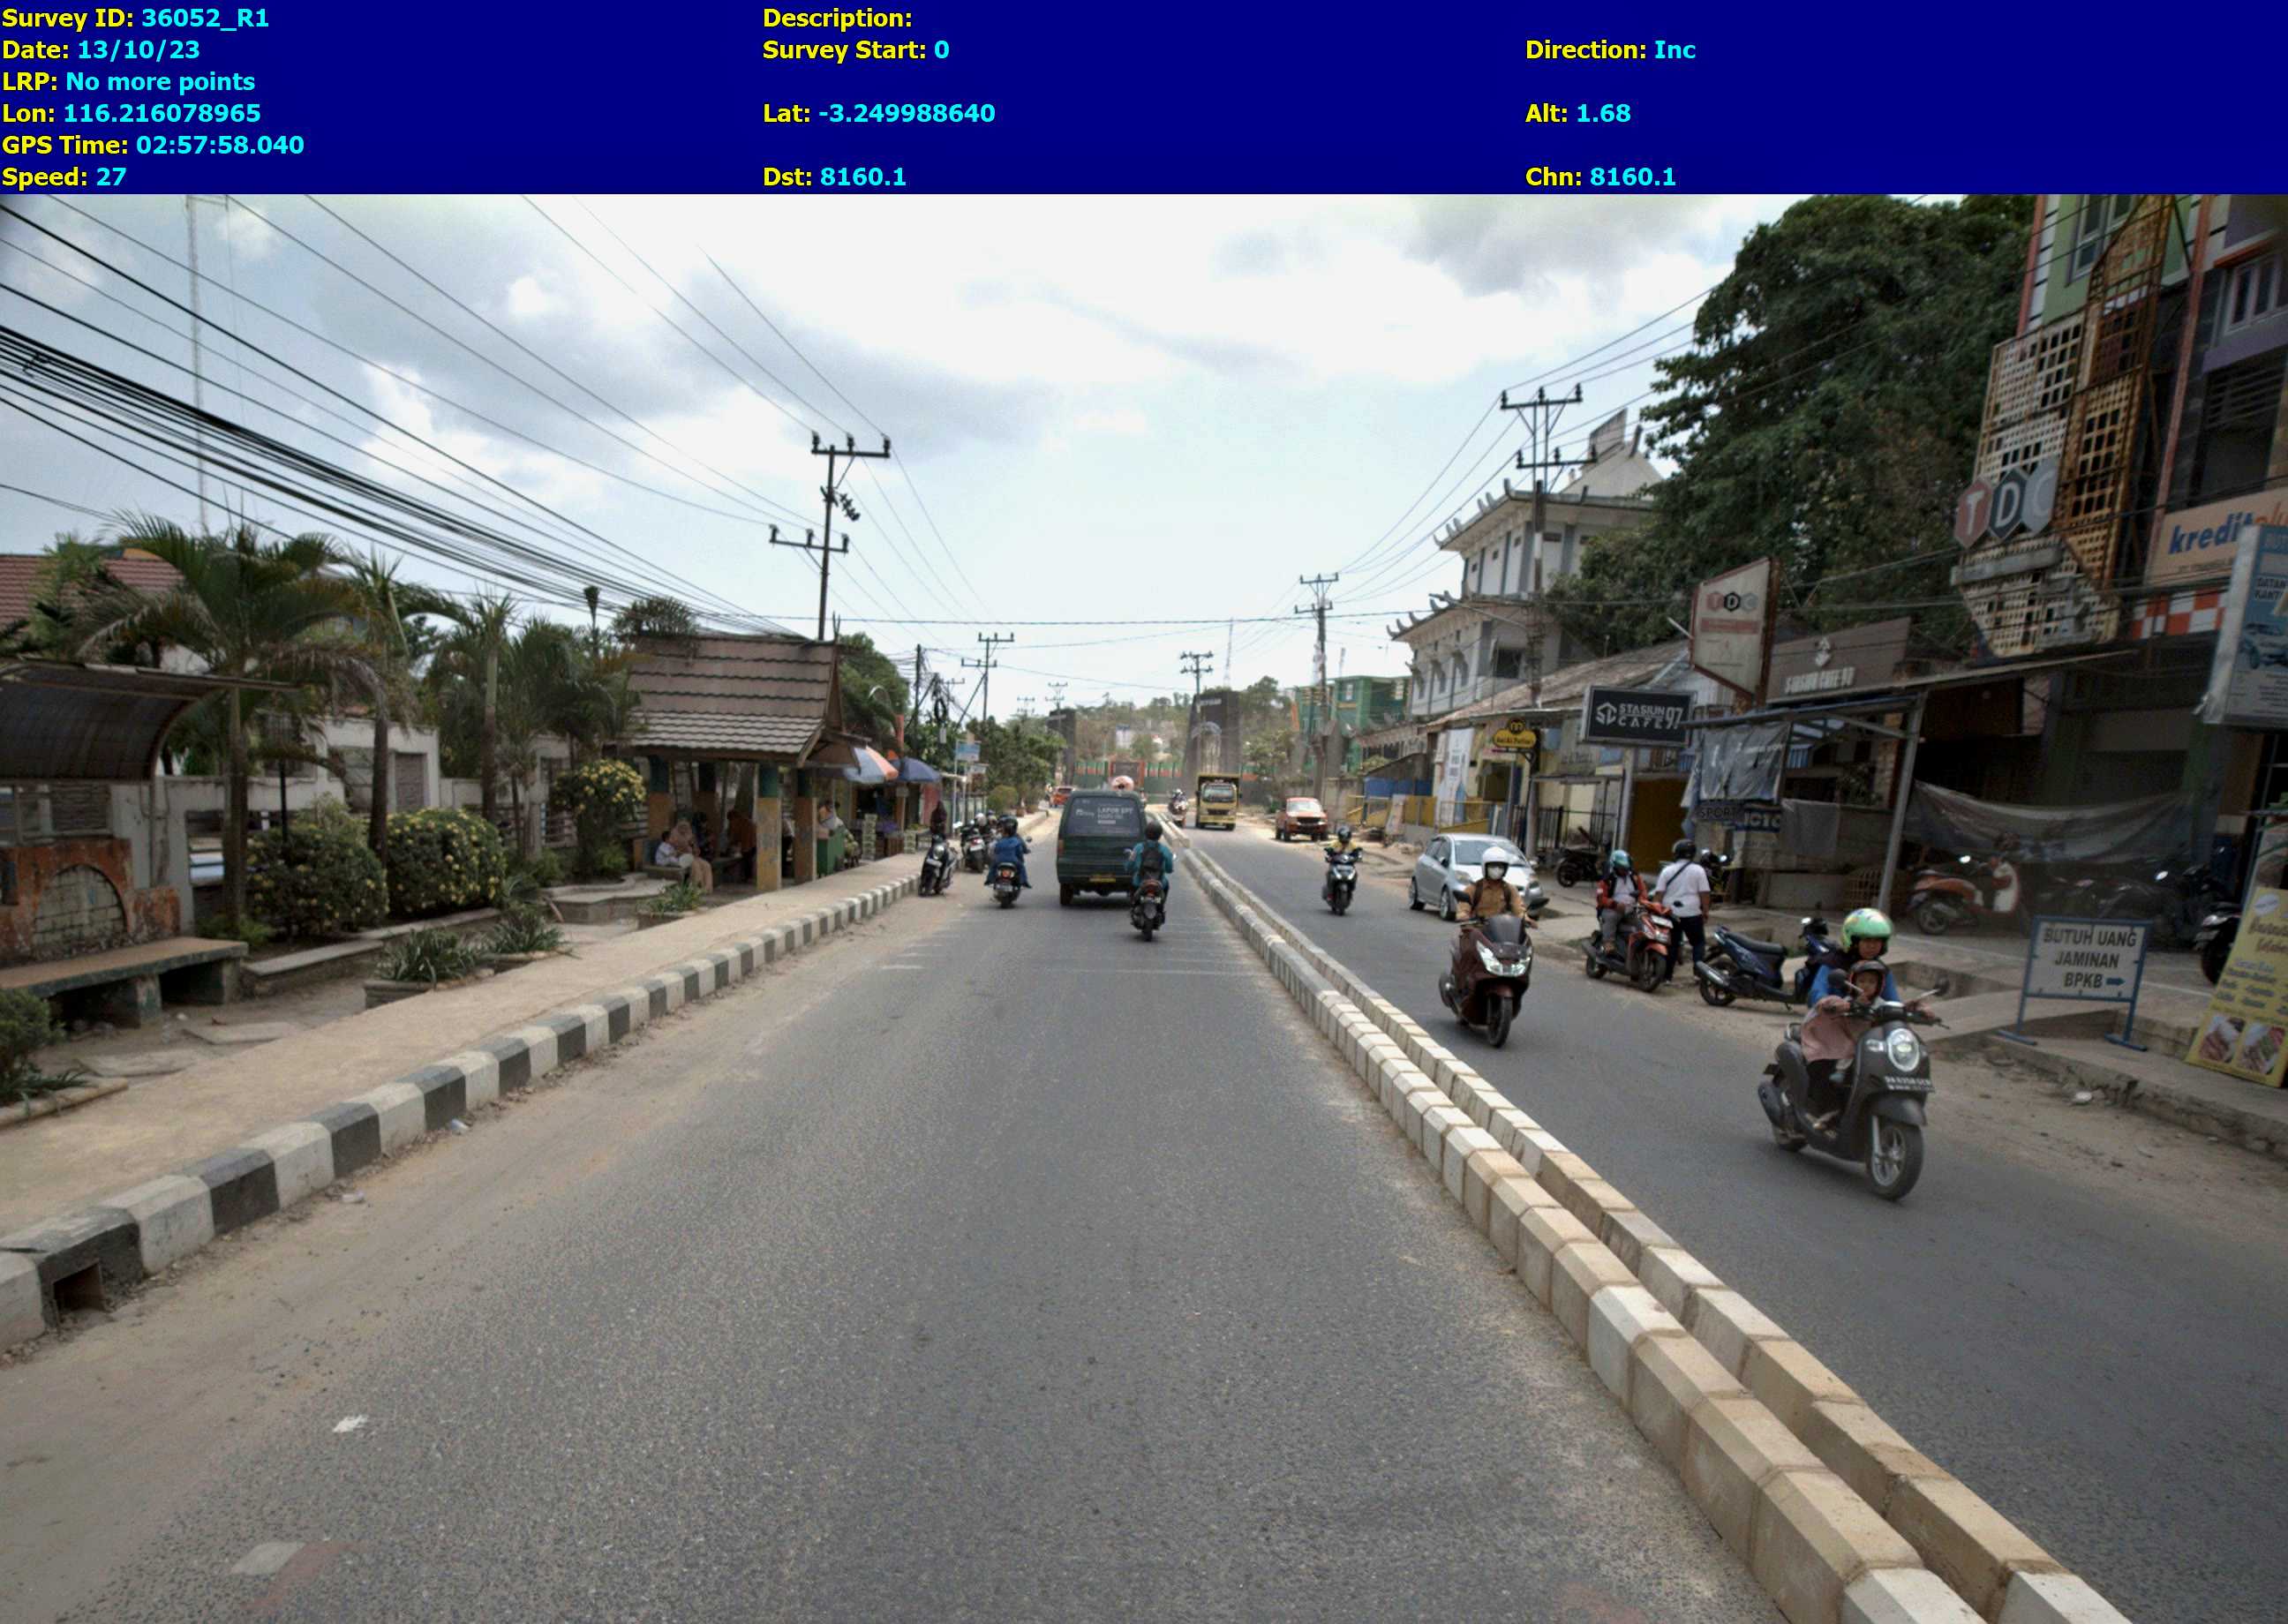 Survey ID: 36052_R1
Description:
Date: 13/10/23
Survey Start: 0
Direction: Inc
LRP: No more points
Lon: 116.216078965
Lat: -3.249988640
Alt: 1.68
GPS Time: 02:57:58.040
Speed: 27
Dst: 8160.1
Chn: 8160.1
TDC
kredit
TDC
STASIUN
CAFE 97
SPORT
BUTUH UANG
JAMINAN
BPKB